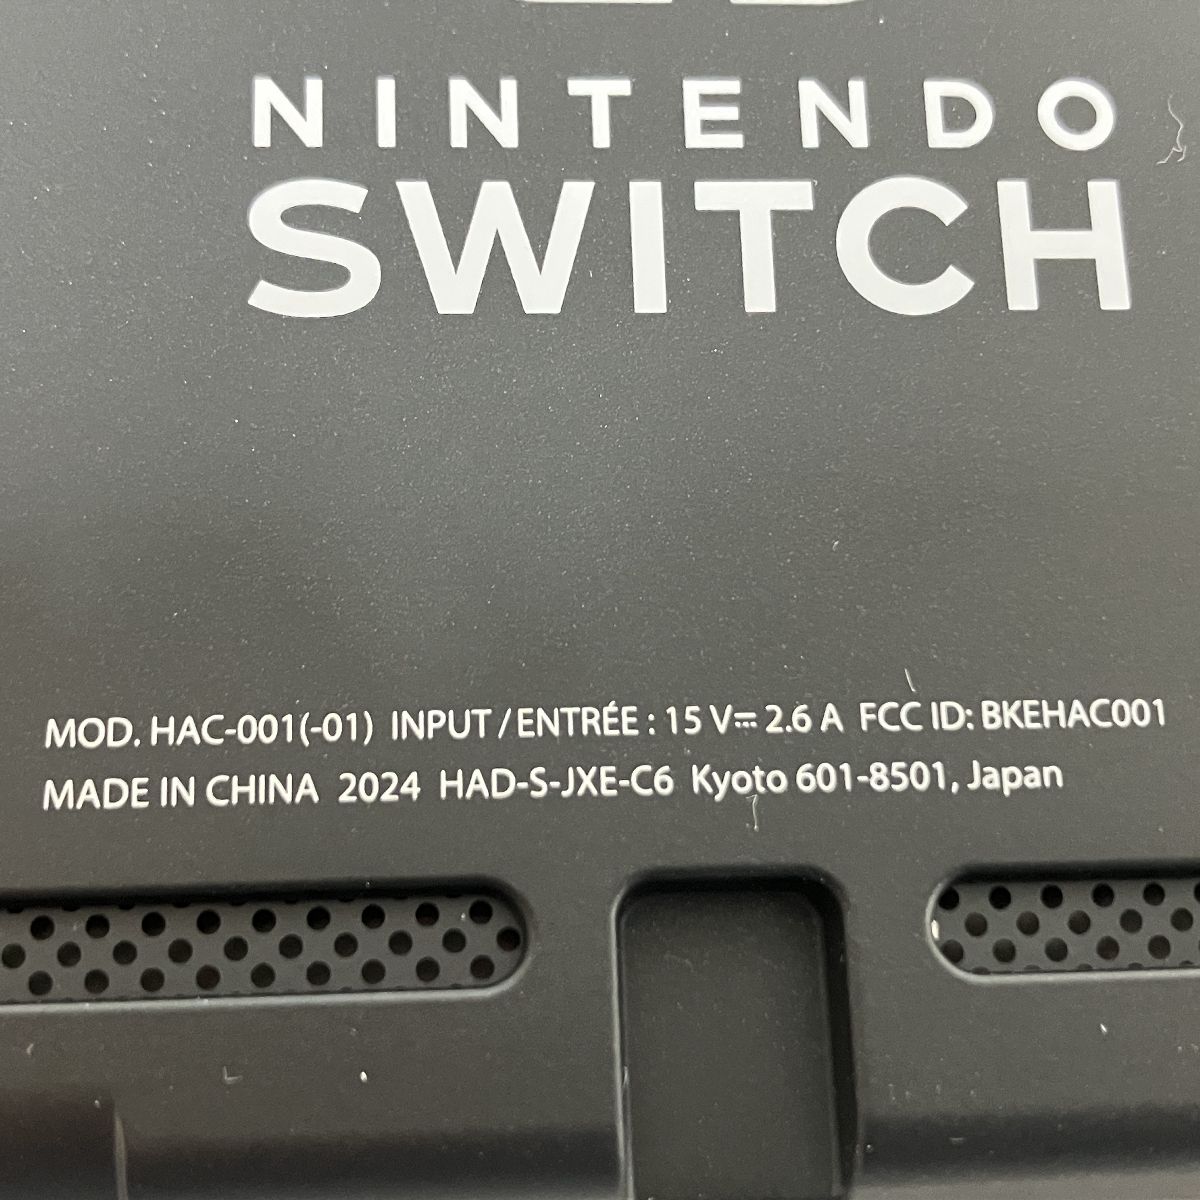 NINTENDO
SWITCH
MOD. HAC-001(-01) INPUT / ENTRÉE : 15 V⎓ 2.6 A FCC ID: BKEHAC001
MADE IN CHINA 2024 HAD-S-JXE-C6 Kyoto 601-8501, Japan